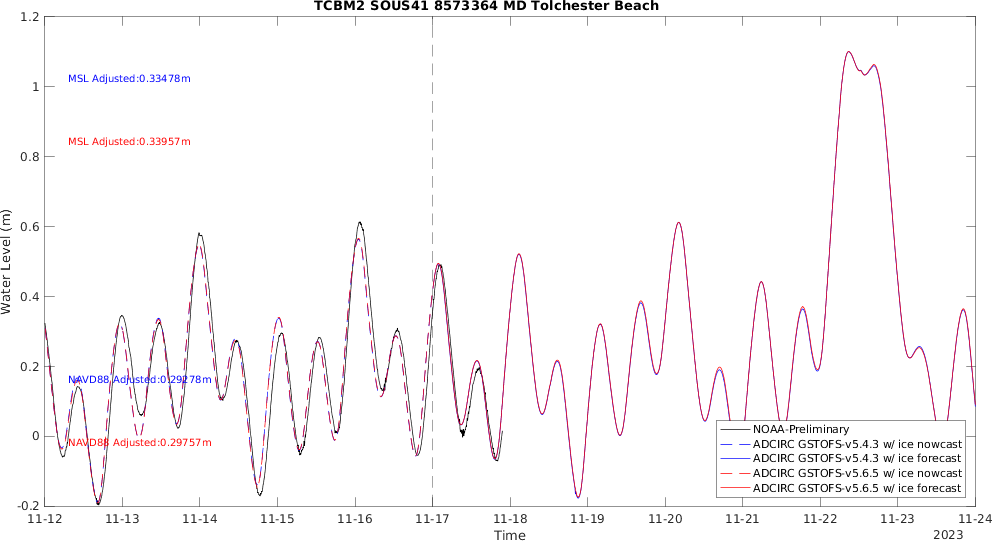 TCBM2 SOUS41 8573364 MD Tolchester Beach
1.2
1
0.8
0.6
0.4
0.2
0
-0.2
Water Level (m)
MSL Adjusted:0.33478m
MSL Adjusted:0.33957m
NAVD88 Adjusted:0.29278m
NAVD88 Adjusted:0.29757m
NOAA-Preliminary
ADCIRC GSTOFS-v5.4.3 w/ ice nowcast
ADCIRC GSTOFS-v5.4.3 w/ ice forecast
ADCIRC GSTOFS-v5.6.5 w/ ice nowcast
ADCIRC GSTOFS-v5.6.5 w/ ice forecast
11-12 11-13 11-14 11-15 11-16 11-17 11-18 11-19 11-20 11-21 11-22 11-23 11-24
Time
2023